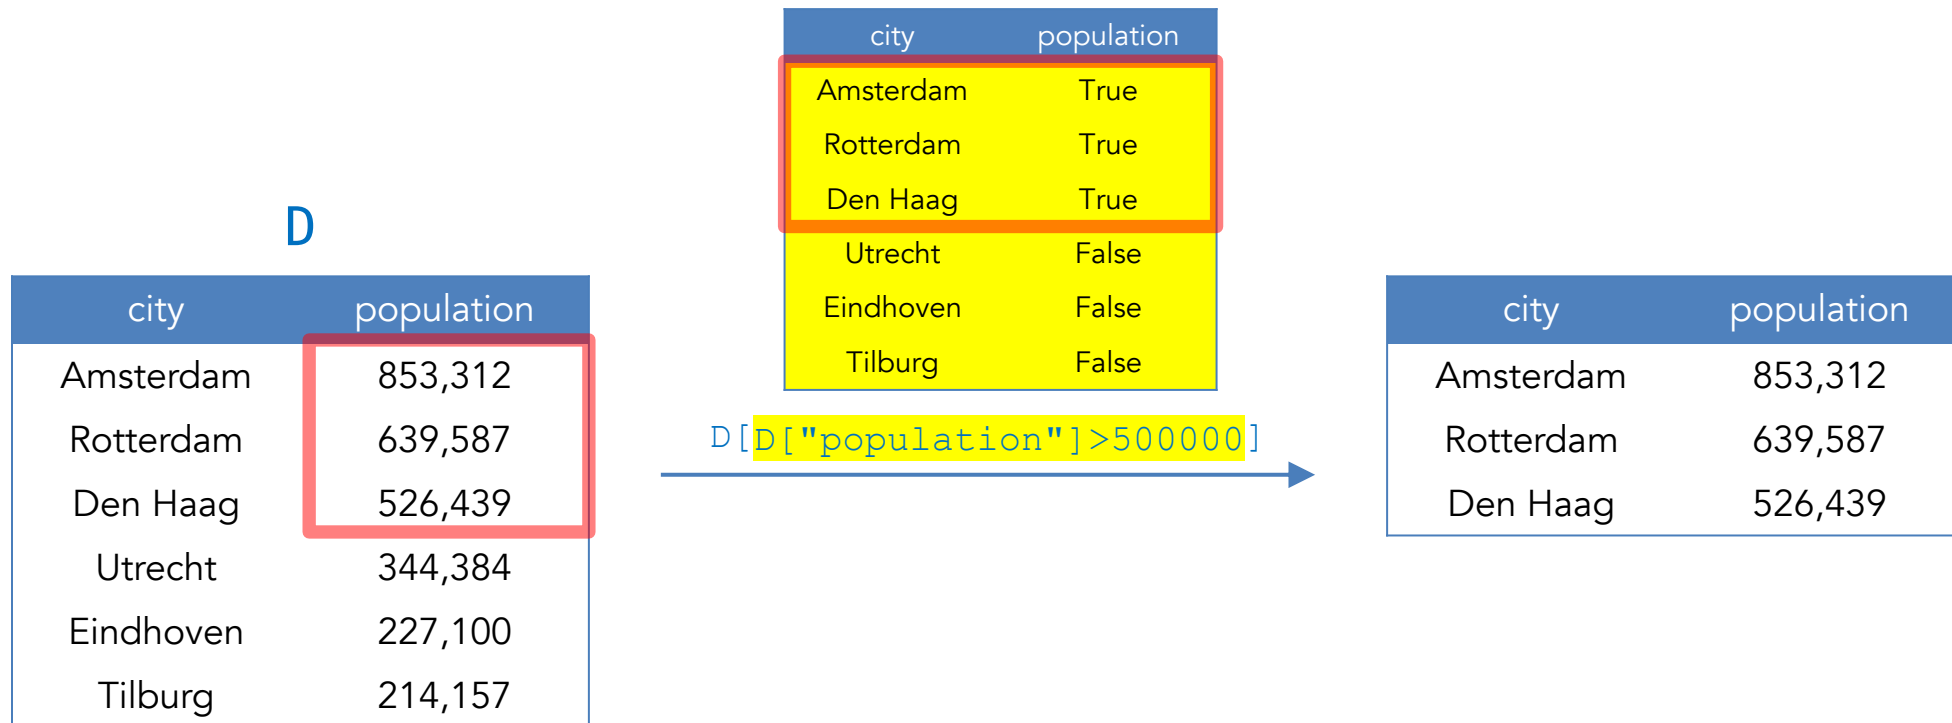 D
city population
Amsterdam 853,312
Rotterdam 639,587
Den Haag 526,439
Utrecht 344,384
Eindhoven 227,100
Tilburg 214,157
city population
Amsterdam True
Rotterdam True
Den Haag True
Utrecht False
Eindhoven False
Tilburg False
D[D["population"]>500000]
city population
Amsterdam 853,312
Rotterdam 639,587
Den Haag 526,439